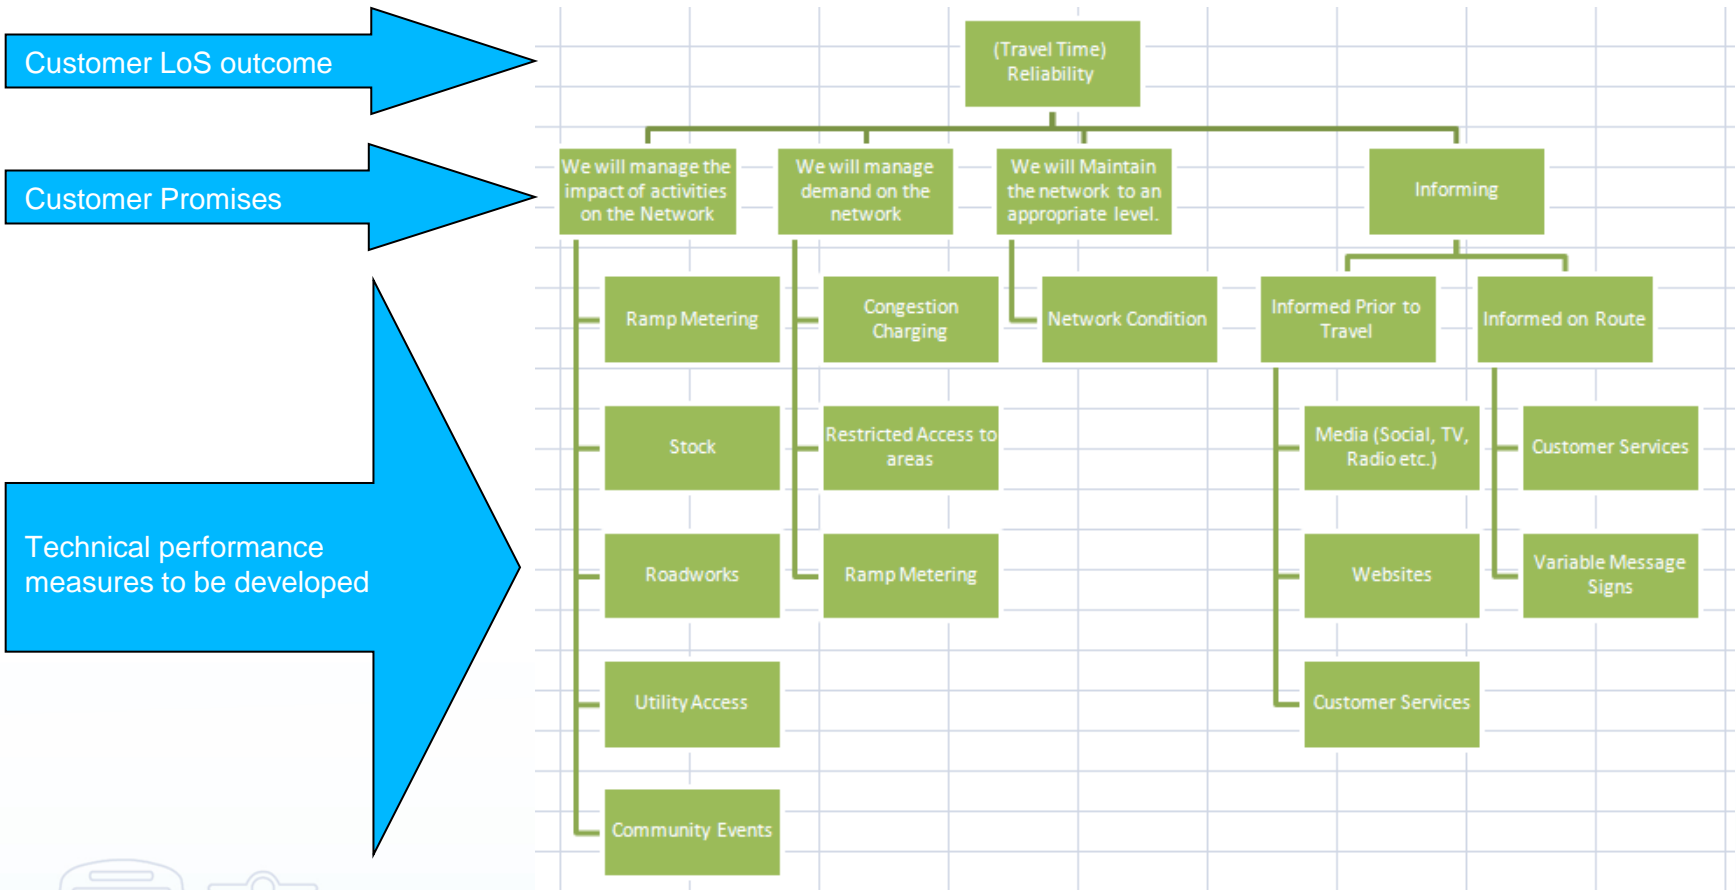 Customer LoS outcome
(Travel Time)
Reliability
Customer Promises
We will manage the
impact of activities
on the Network
We will manage
demand on the
network
We will Maintain
the network to an
appropriate level.
Informing
Technical performance
measures to be developed
Ramp Metering
Congestion
Charging
Network Condition
Informed Prior to
Travel
Informed on Route
Stock
Restricted Access to
areas
Media (Social, TV,
Radio etc.)
Customer Services
Roadworks
Ramp Metering
Websites
Variable Message
Signs
Utility Access
Customer Services
Community Events